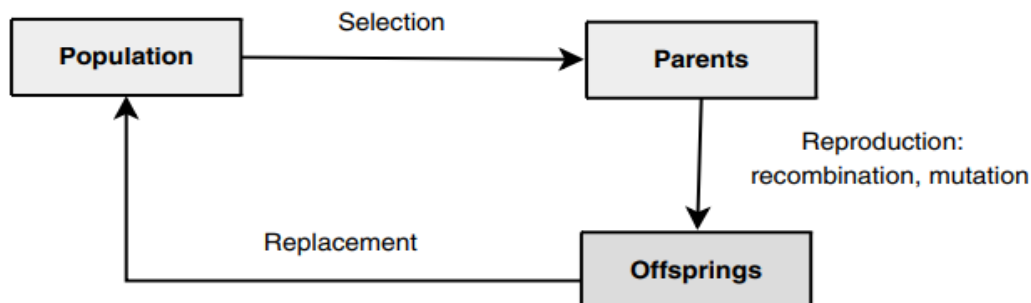 Selection
Population
Parents
Reproduction:
recombination, mutation
Replacement
Offsprings